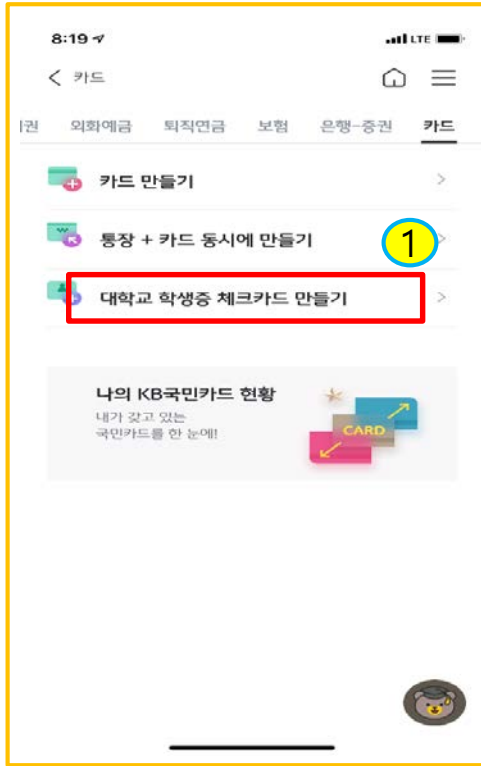 8:19
LTE
카드
외화예금 퇴직연금 보험 은행-증권 카드
카드 만들기
통장 + 카드 동시에 만들기
1
대학교 학생증 체크카드 만들기
나의 KB국민카드 현황
내가 갖고 있는
국민카드를 한 눈에!
CARD